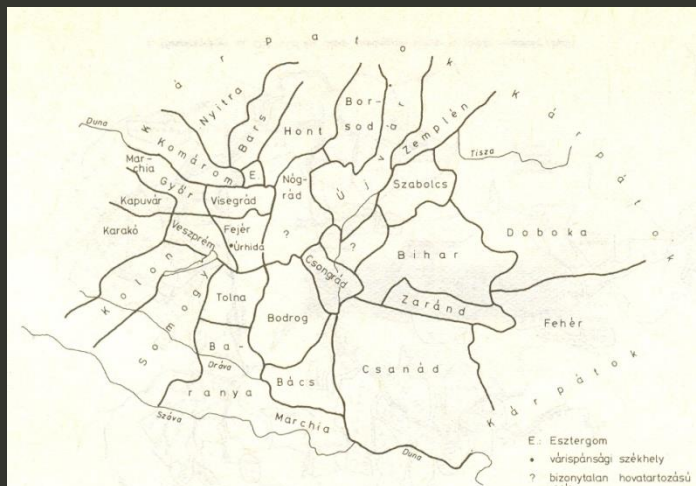 K á r p a t o k
K á r p á t o k
Nyitra
Bars
Hont
Bor-
sod
Újvár
Zemplén
Duna
Tisza
Komárom
E.
Mar-
chia
Győr
Visegrád
Nóg-
rád
?
Szabolcs
Kapuvár
Karakó
Veszprém
Fejér
• Úrhida
?
Csongrád
Bihar
Doboka
Kolon
Somogy
Tolna
Bodrog
Zaránd
Fehér
Ba-
ranya
Dráva
Bács
Csanád
Száva
Marchia
Duna
K á r p á t o k
E.: Esztergom
• várispánsági székhely
? bizonytalan hovatartozású